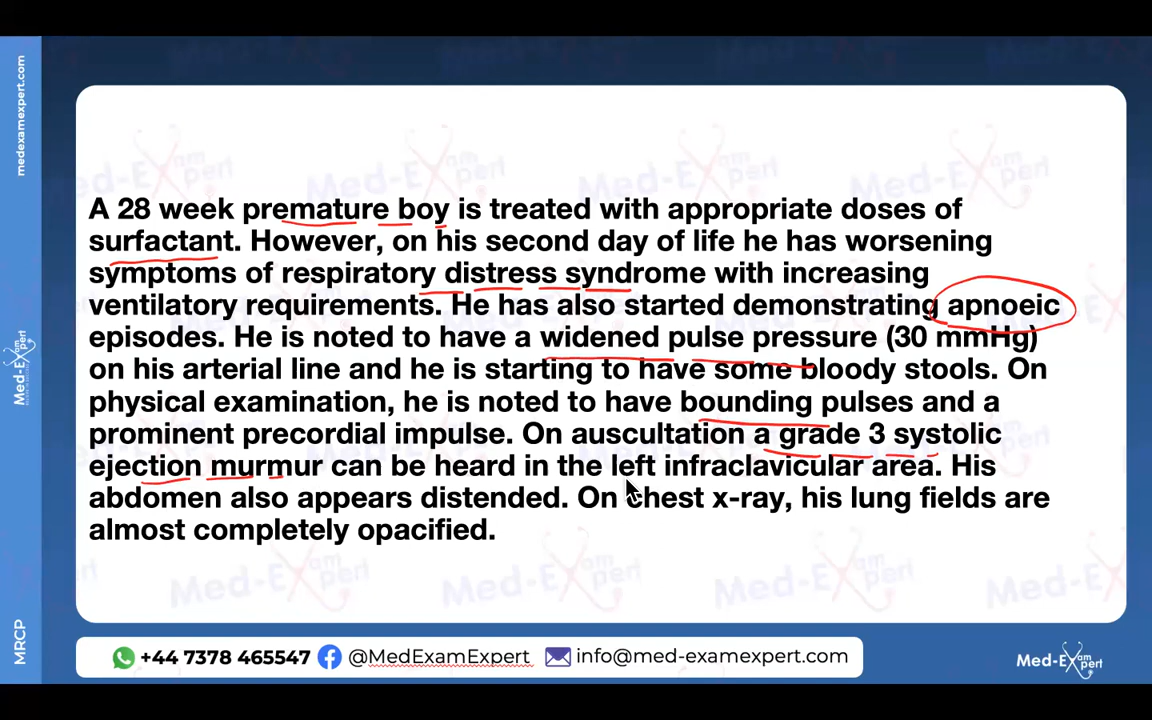 medexamexpert.com
Med-Exam Expert
MRCP
A 28 week premature boy is treated with appropriate doses of
surfactant. However, on his second day of life he has worsening
symptoms of respiratory distress syndrome with increasing
ventilatory requirements. He has also started demonstrating apnoeic
episodes. He is noted to have a widened pulse pressure (30 mmHg)
on his arterial line and he is starting to have some bloody stools. On
physical examination, he is noted to have bounding pulses and a
prominent precordial impulse. On auscultation a grade 3 systolic
ejection murmur can be heard in the left infraclavicular area. His
abdomen also appears distended. On chest x-ray, his lung fields are
almost completely opacified.
+44 7378 465547 @MedExamExpert info@med-examexpert.com
Med-Exam Expert